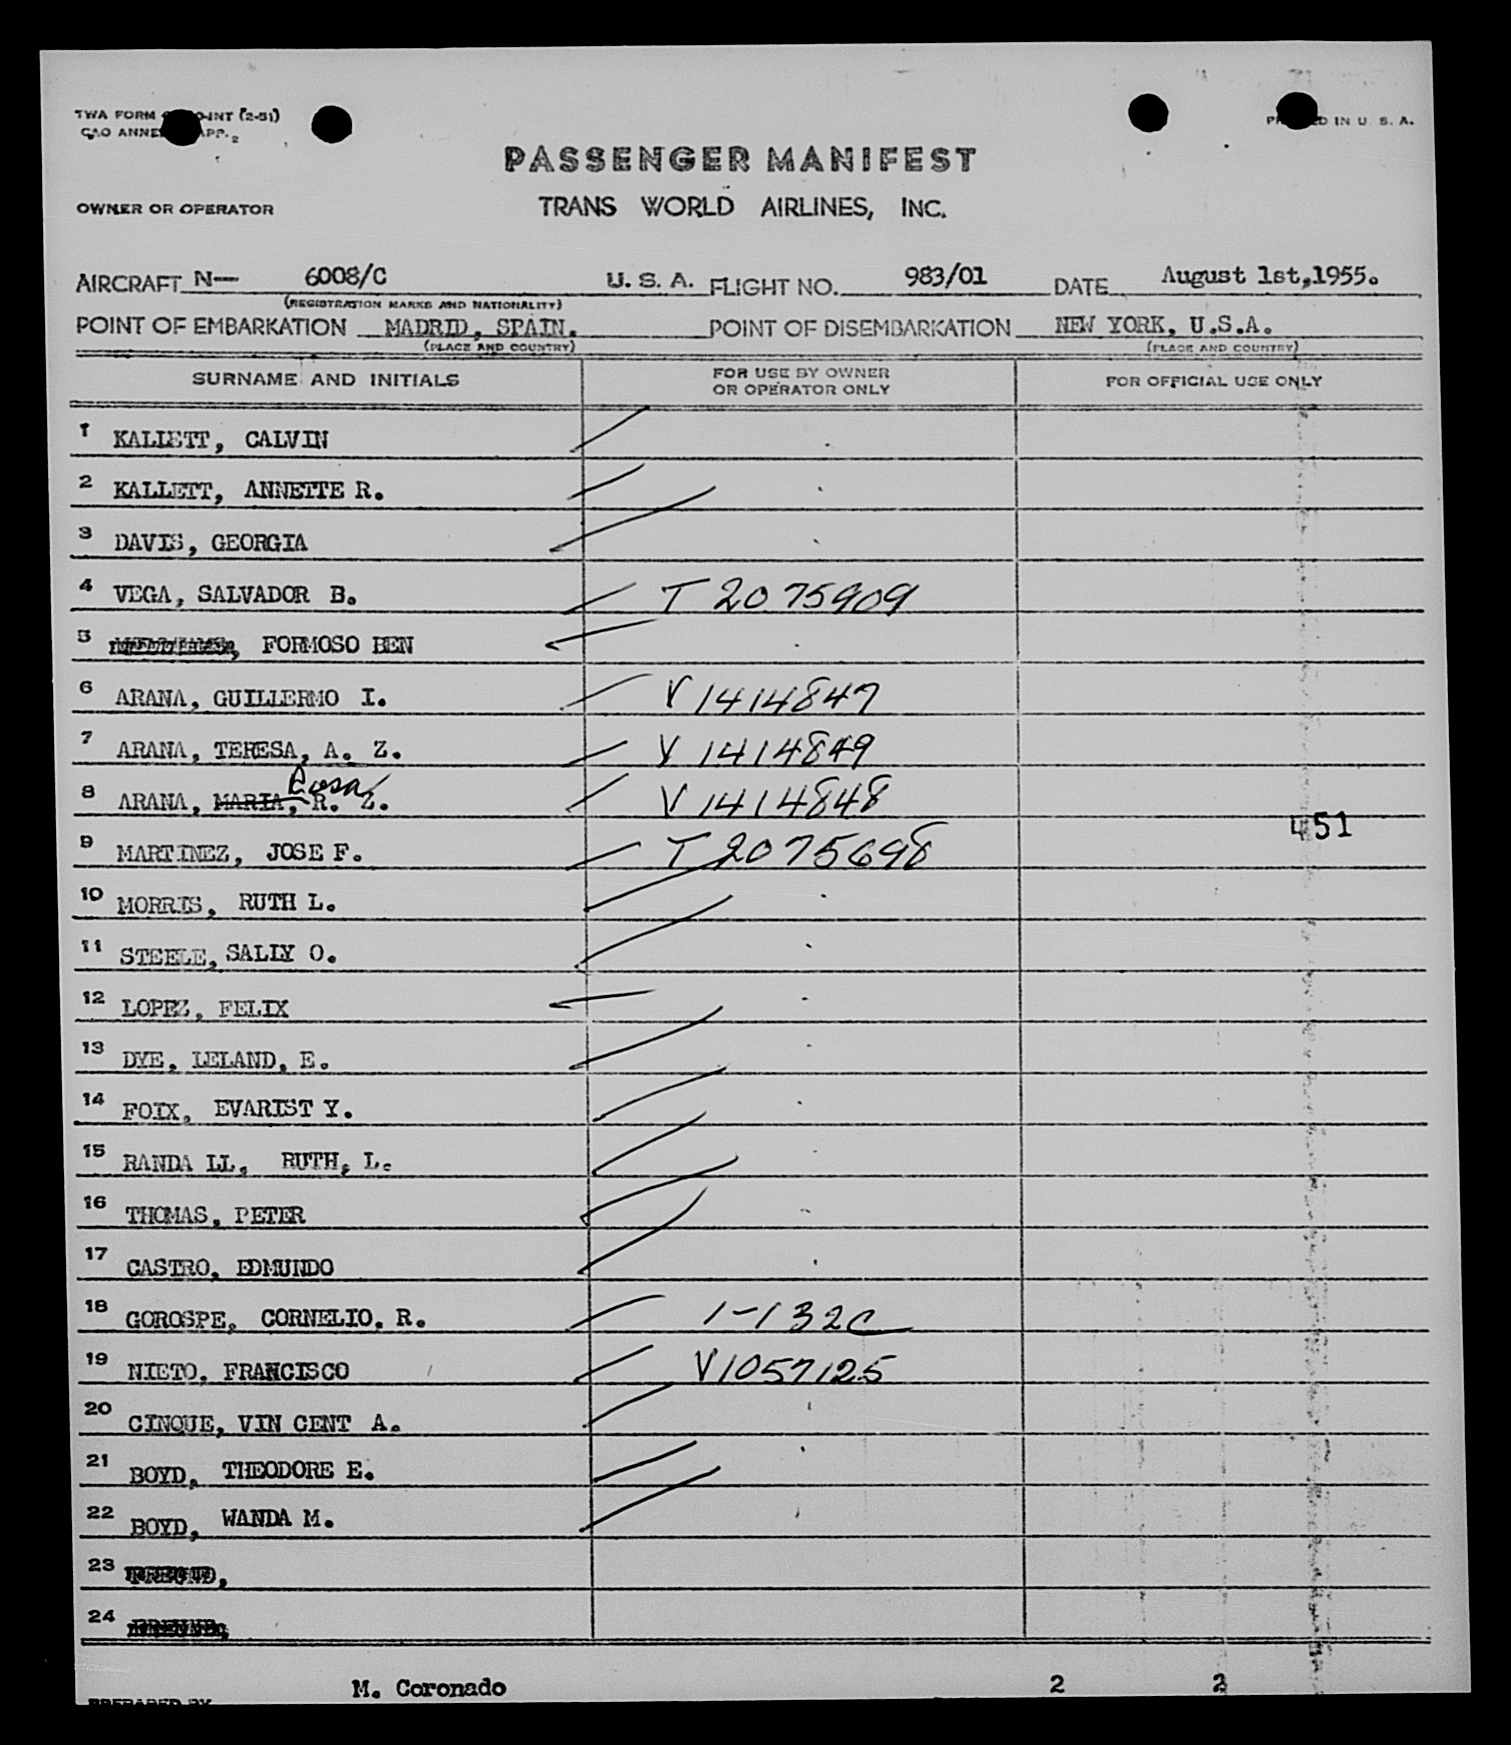 TWA FORM
PRINTED IN U. S. A.
PASSENGER MANIFEST
OWNER OR OPERATOR TRANS WORLD AIRLINES, INC.
AIRCRAFT N— 6008/C U. S. A. FLIGHT NO. 983/01 DATE August 1st,1955.
(REGISTRATION MARKS AND NATIONALITY)
POINT OF EMBARKATION MADRID, SPAIN. POINT OF DISEMBARKATION NEW YORK, U.S.A.
(PLACE AND COUNTRY) (PLACE AND COUNTRY)
SURNAME AND INITIALS FOR USE BY OWNER OR OPERATOR ONLY FOR OFFICIAL USE ONLY
1 KALLETT, CALVIN
2 KALLETT, ANNETTE R.
3 DAVIS, GEORGIA
4 VEGA, SALVADOR B. T 2075909
5 FORMOSO BEN
6 ARANA, GUILLERMO I. V 1414847
7 ARANA, TERESA, A. Z. V 1414849
8 ARANA, MARIA, Rosa R. Z. V 1414848
451
9 MARTINEZ, JOSE F. T 2075698
10 MORRIS, RUTH L.
11 STEELE, SALLY O.
12 LOPEZ, FELIX
13 DYE, LELAND, E.
14 FOIX, EVARIST Y.
15 RANDA LL, RUTH, L.
16 THOMAS, PETER
17 CASTRO, EDMUNDO
18 GOROSPE, CORNELIO, R. 1-132C
19 NIETO, FRANCISCO V1057125
20 CINQUE, VIN CENT A.
21 BOYD, THEODORE E.
22 BOYD, WANDA M.
23
24
M. Coronado 2 2
PREPARED BY